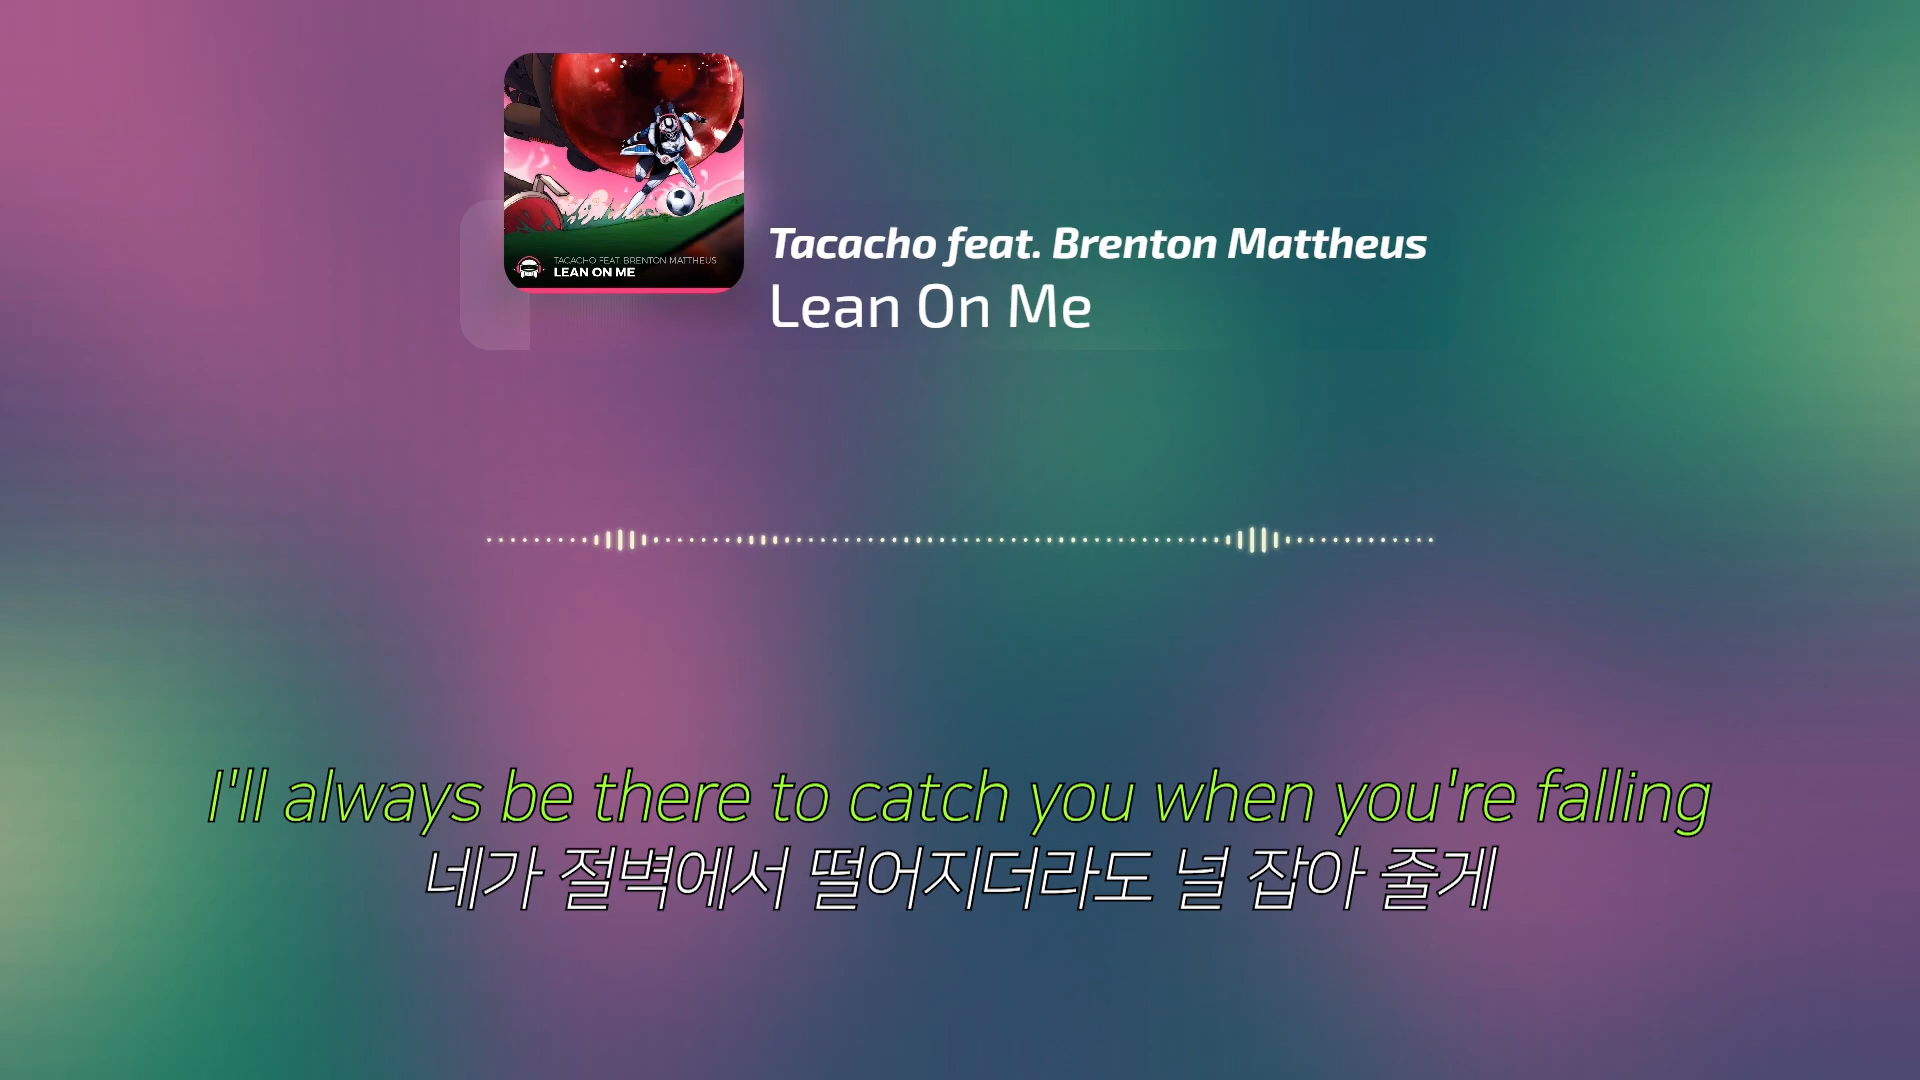 TACACHO FEAT. BRENTON MATTHEUS
LEAN ON ME
Tacacho feat. Brenton Mattheus
Lean On Me
I'll always be there to catch you when you're falling
네가 절벽에서 떨어지더라도 널 잡아 줄게